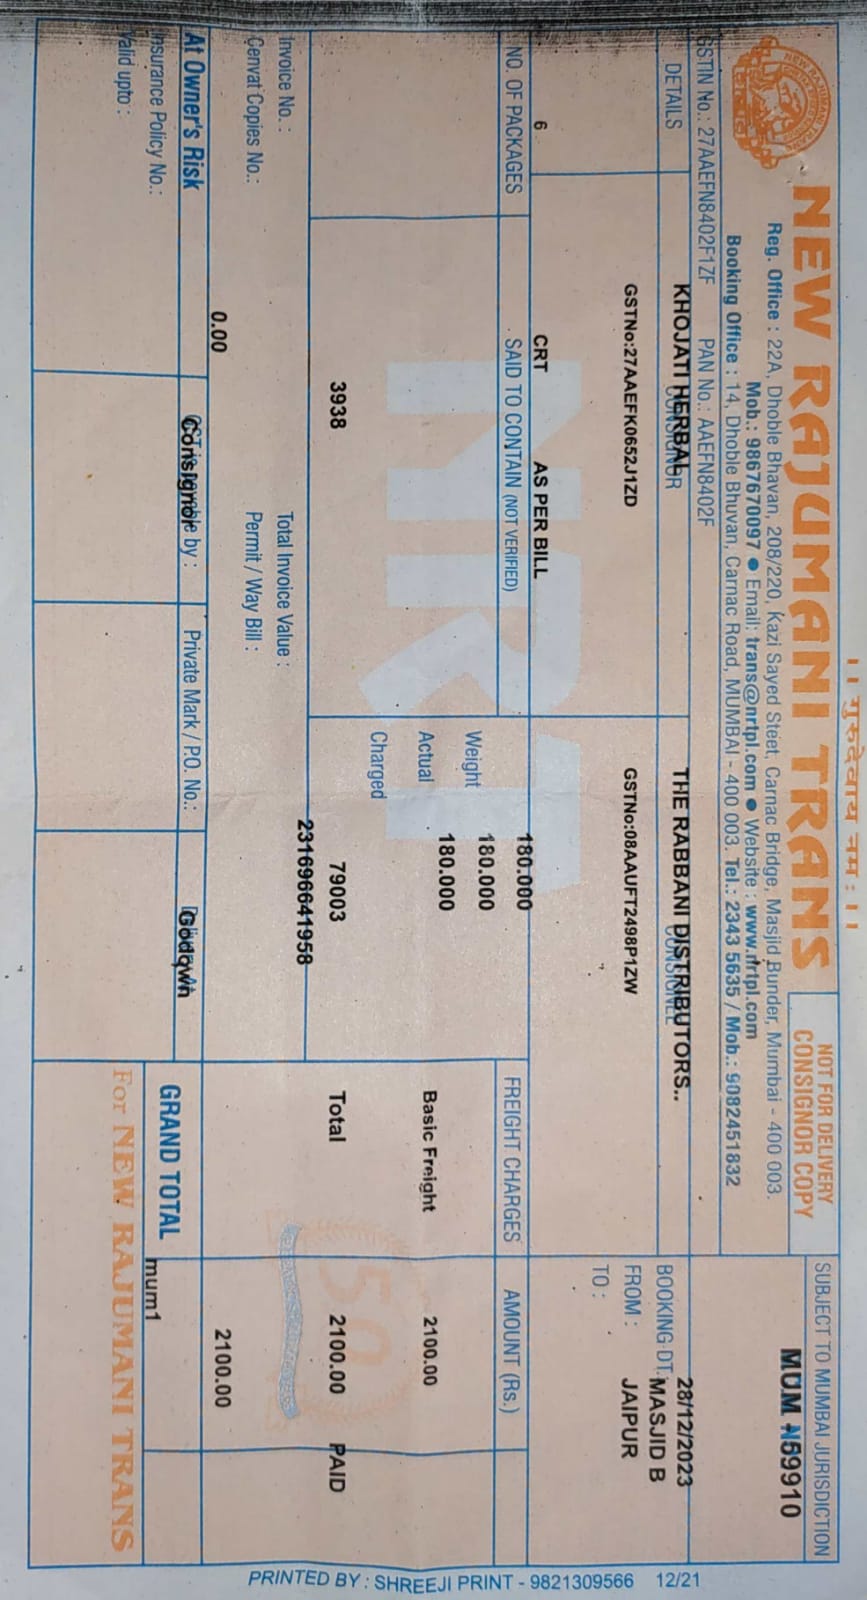 ।। गुरुदेवाय नमः ।।
NEW RAJUMANI TRANS
NOT FOR DELIVERY
CONSIGNOR COPY
SUBJECT TO MUMBAI JURISDICTION
Reg. Office : 22A, Dhoble Bhavan, 208/220, Kazi Sayed Steet, Carnac Bridge, Masjid Bunder, Mumbai - 400 003.
Mob.: 9867670097 ● Email: trans@nrtpl.com ● Website : www.nrtpl.com
Booking Office : 14, Dhoble Bhuvan, Carnac Road, MUMBAI - 400 003. Tel.: 2343 5635 / Mob.: 9082451832
MUM 59910
GSTIN No.: 27AAEFN8402F1ZF PAN No.: AAEFN8402F
DETAILS
CONSIGNOR
KHOJATI HERBAL
CONSIGNEE
THE RABBANI DISTRIBUTORS..
BOOKING DT. 28/12/2023
FROM : MASJID B
TO : JAIPUR
GSTNo:27AAEFK0652J1ZD
GSTNo:08AAUFT2498P1ZW
NO. OF PACKAGES
SAID TO CONTAIN (NOT VERIFIED)
FREIGHT CHARGES
AMOUNT (Rs.)
6
CRT
AS PER BILL
180.000
Weight 180.000
Actual 180.000
Charged
Basic Freight 2100.00
NRT
3938
79003
Total 2100.00 PAID
50
Invoice No. :
Total Invoice Value :
231696641958
Cenvat Copies No.:
Permit / Way Bill :
0.00
2100.00
At Owner's Risk
Consignor
by :
Private Mark / P.O. No.:
Godown
GRAND TOTAL
mum1
Insurance Policy No.:
Valid upto :
For NEW RAJUMANI TRANS
PRINTED BY : SHREEJI PRINT - 9821309566 12/21